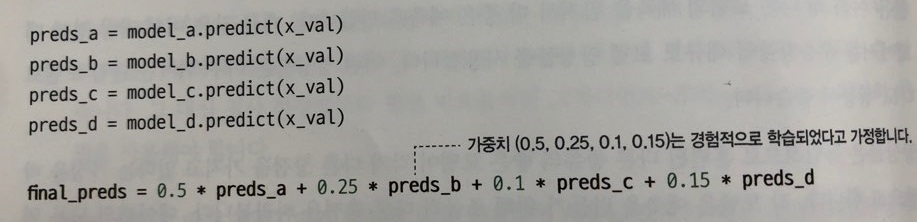 preds_a = model_a.predict(x_val)
preds_b = model_b.predict(x_val)
preds_c = model_c.predict(x_val)
preds_d = model_d.predict(x_val)
가중치 (0.5, 0.25, 0.1, 0.15)는 경험적으로 학습되었다고 가정합니다.
final_preds = 0.5 * preds_a + 0.25 * preds_b + 0.1 * preds_c + 0.15 * preds_d